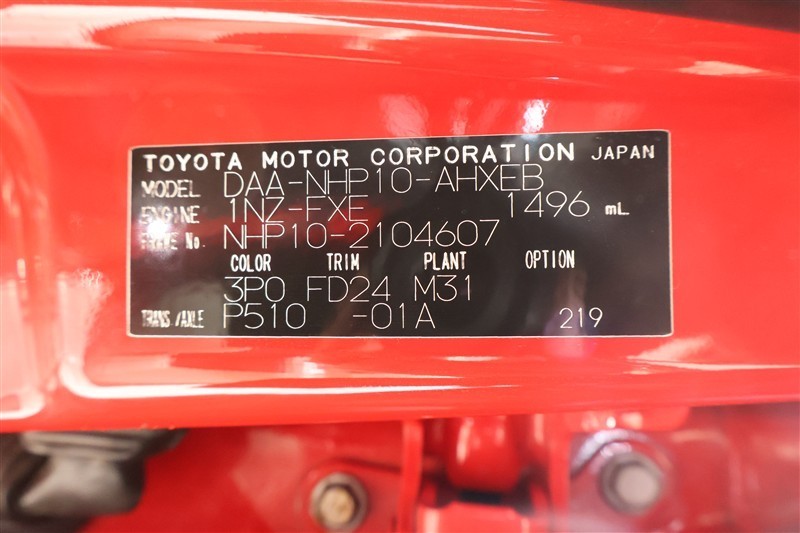 TOYOTA MOTOR CORPORATION JAPAN
MODEL DAA-NHP10-AHXEB
ENGINE 1NZ-FXE 1496 mL
FRAME No. NHP10-2104607
COLOR TRIM PLANT OPTION
3P0 FD24 M31
TRANS/AXLE P510 -01A 219